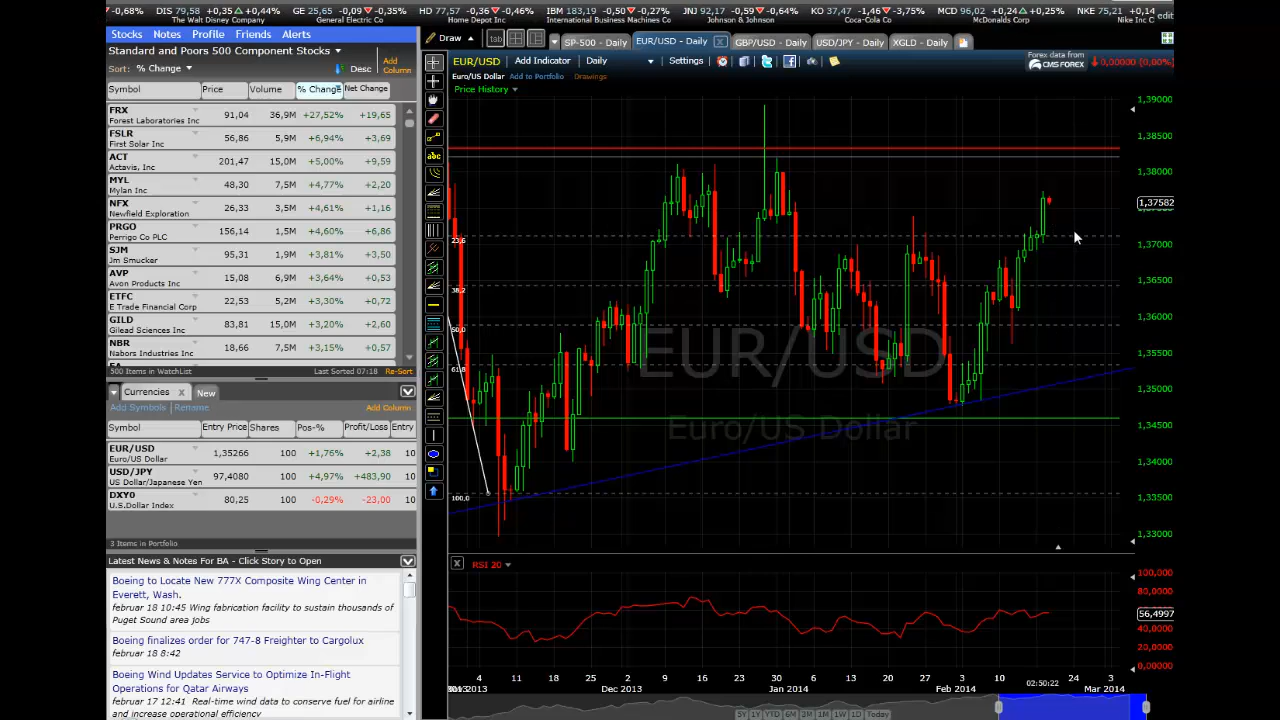 -0,68% DIS 79,58 +0,35 +0,44% GE 25,65 -0,09 -0,35% HD 77,57 -0,36 -0,46% IBM 183,19 -0,50 -0,27% JNJ 92,17 -0,59 -0,64% KO 37,47 -1,46 -3,75% MCD 96,02 +0,24 +0,25% NKE 75,21 +0,14
The Walt Disney Company General Electric Co Home Depot Inc International Business Machines Co Johnson & Johnson Coca-Cola Co McDonalds Corp Nike Inc edit
Stocks Notes Profile Friends Alerts
Standard and Poors 500 Component Stocks
Sort: % Change Desc Add Column
Symbol Price Volume % Change Net Change
FRX 91,04 36,9M +27,52% +19,65
Forest Laboratories Inc
FSLR 56,86 5,9M +6,94% +3,69
First Solar Inc
ACT 201,47 15,0M +5,00% +9,59
Actavis, Inc
MYL 48,30 7,5M +4,77% +2,20
Mylan Inc
NFX 26,33 3,5M +4,61% +1,16
Newfield Exploration
PRGO 156,14 1,5M +4,60% +6,86
Perrigo Co PLC
SJM 95,31 1,9M +3,81% +3,50
Jm Smucker
AVP 15,08 6,9M +3,64% +0,53
Avon Products Inc
ETFC 22,53 5,2M +3,30% +0,72
E Trade Financial Corp
GILD 83,81 15,0M +3,20% +2,60
Gilead Sciences Inc
NBR 18,66 7,5M +3,15% +0,57
Nabors Industries Inc
500 Items in WatchList Last Sorted 07:18 Re-Sort
Currencies X New
Add Symbols Rename Add Column
Symbol Entry Price Shares Pos-% Profit/Loss Entry
EUR/USD 1,35266 100 +1,76% +2,38 10
Euro/US Dollar
USD/JPY 97,4080 100 +4,97% +483,90 10
US Dollar/Japanese Yen
DXY0 80,25 100 -0,29% -23,00 10
U.S.Dollar Index
3 Items in Portfolio
Latest News & Notes For BA - Click Story to Open
Boeing to Locate New 777X Composite Wing Center in
Everett, Wash.
februar 18 10:45 Wing fabrication facility to sustain thousands of
Puget Sound area jobs
Boeing finalizes order for 747-8 Freighter to Cargolux
februar 18 8:42
Boeing Wind Updates Service to Optimize In-Flight
Operations for Qatar Airways
februar 17 12:41 Real-time wind data to conserve fuel for airline
and increase operational efficiency
Draw tab SP-500 - Daily EUR/USD - Daily X GBP/USD - Daily USD/JPY - Daily XGLD - Daily
EUR/USD Add Indicator Daily Settings
Forex data from
CMS FOREX 0,00000 (0,00%)
Euro/US Dollar Add to Portfolio Drawings
Price History
abc
1,39000
1,38500
1,38000
1,37582
1,37000
1,36500
1,36000
1,35500
1,35000
1,34500
1,34000
1,33500
1,33000
23,6
38,2
50,0
61,8
100,0
EUR/USD
Euro/US Dollar
X RSI 20
100,000
80,0000
56,4997
40,0000
20,0000
0,00000
4 11 18 25 2 9 16 23 1 6 13 20 27 3 10 24 3
02:50:22
Dec 2013 Jan 2014 Feb 2014 Mar 2014
5Y 1Y YTD 6M 2M 1M 1W 1D Today